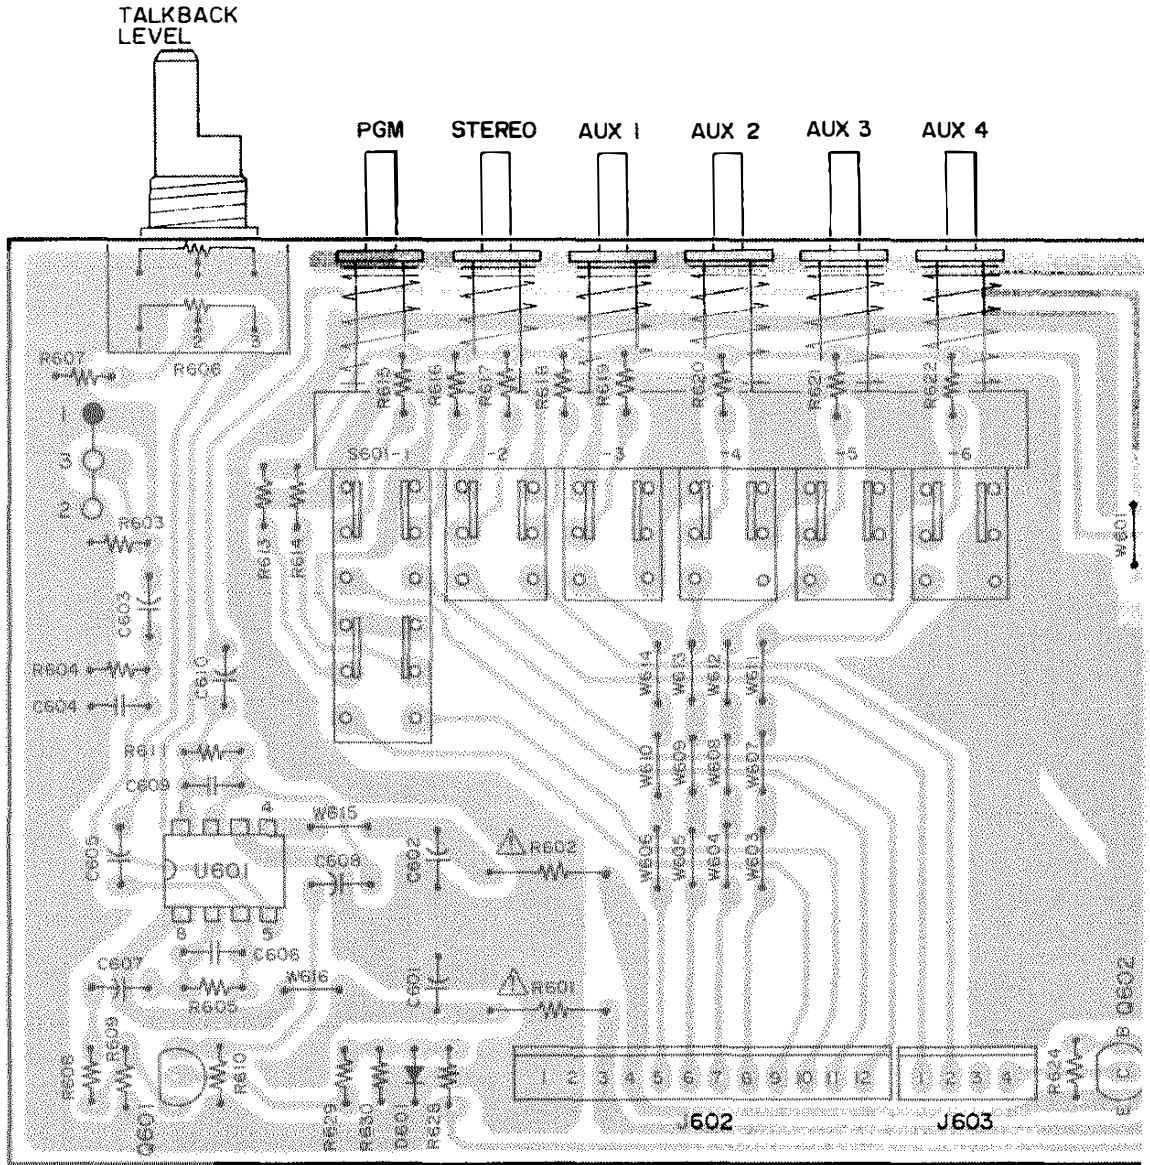 TALKBACK
LEVEL
PGM STEREO AUX 1 AUX 2 AUX 3 AUX 4
1 2 3
R607
R606
R615 R616 R617 R618 R619 R620 R621 R622
1
3
2
S601-1 -2 -3 -4 -5 -6
R603
R613 R614
W601
C603
R604
C610
C604
W614 W613 W612 W611
R611
C609
W610 W609 W608 W607
1 4
W615
C605
U601
C608
C602
R602
W606 W605 W604 W603
8 5
C606
C607
R605
W616
C601
R601
Q602
R608 R609
R610
R624
B
C
E
1 2 3 4 5 6 7 8 9 10 11 12
1 2 3 4
Q601
R629 R630 D601 R628
J602 J603